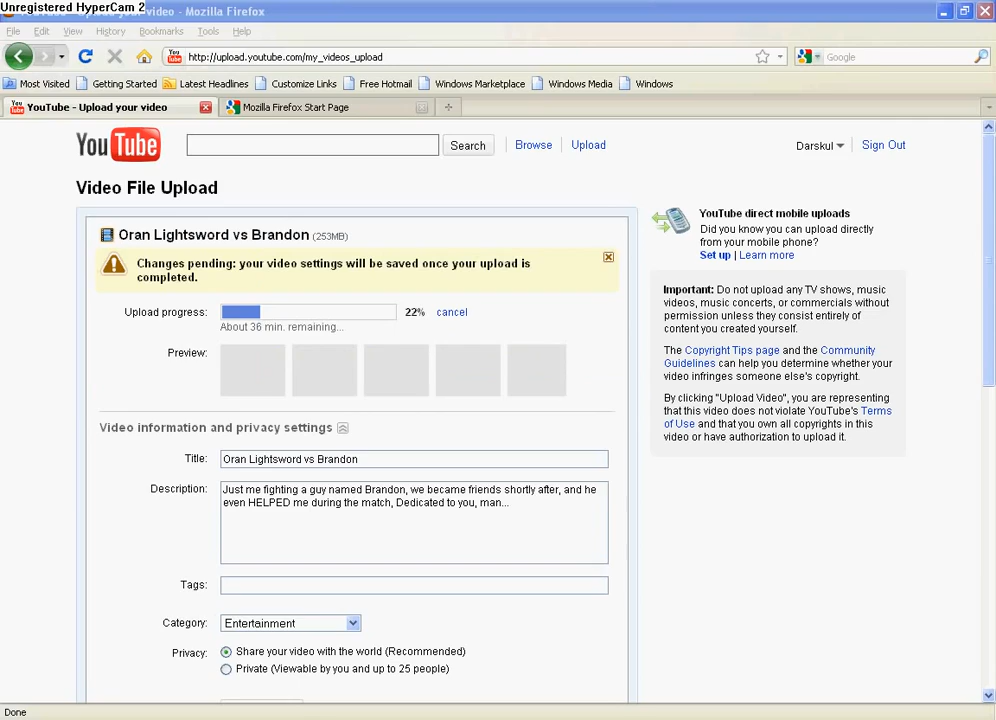 Unregistered HyperCam 2
Upload your video - Mozilla Firefox
File Edit View History Bookmarks Tools Help
http://upload.youtube.com/my_videos_upload
Google
Most Visited Getting Started Latest Headlines Customize Links Free Hotmail Windows Marketplace Windows Media Windows
YouTube - Upload your video
Mozilla Firefox Start Page
YouTube
Search
Browse
Upload
Darskul
Sign Out
Video File Upload
Oran Lightsword vs Brandon (253MB)
Changes pending: your video settings will be saved once your upload is
completed.
Upload progress:
22%
cancel
About 36 min. remaining...
Preview:
Video information and privacy settings
Title:
Oran Lightsword vs Brandon
Description:
Just me fighting a guy named Brandon, we became friends shortly after, and he
even HELPED me during the match, Dedicated to you, man...
Tags:
Category:
Entertainment
Privacy:
Share your video with the world (Recommended)
Private (Viewable by you and up to 25 people)
YouTube direct mobile uploads
Did you know you can upload directly
from your mobile phone?
Set up | Learn more
Important: Do not upload any TV shows, music
videos, music concerts, or commercials without
permission unless they consist entirely of
content you created yourself.
The Copyright Tips page and the Community
Guidelines can help you determine whether your
video infringes someone else's copyright.
By clicking "Upload Video", you are representing
that this video does not violate YouTube's Terms
of Use and that you own all copyrights in this
video or have authorization to upload it.
Done